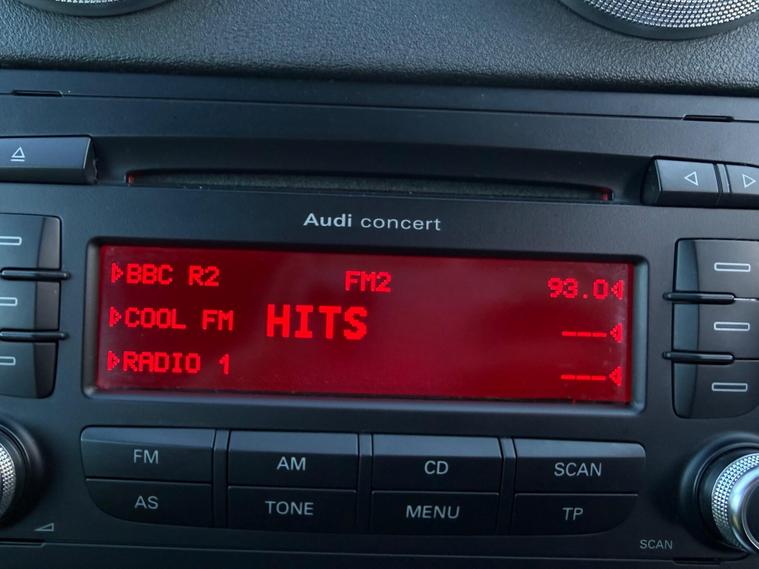 Audi concert
BBC R2 FM2 93.0
COOL FM HITS ---
RADIO 1 ---
FM AM CD SCAN
AS TONE MENU TP
SCAN